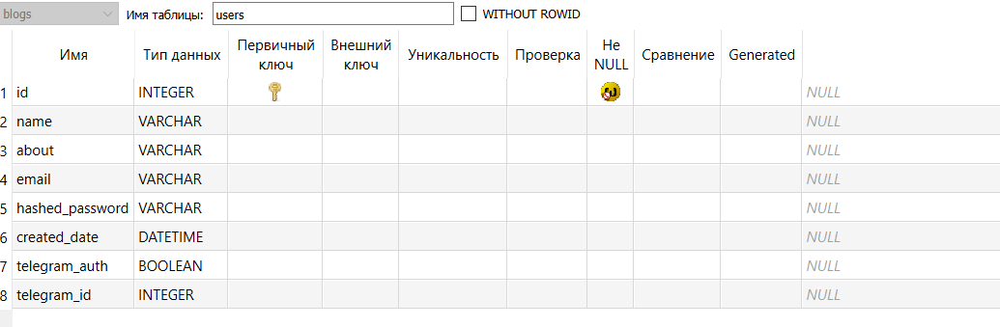 blogs Имя таблицы: users WITHOUT ROWID
Имя Тип данных Первичный ключ Внешний ключ Уникальность Проверка Не NULL Сравнение Generated
1 id INTEGER NULL
2 name VARCHAR NULL
3 about VARCHAR NULL
4 email VARCHAR NULL
5 hashed_password VARCHAR NULL
6 created_date DATETIME NULL
7 telegram_auth BOOLEAN NULL
8 telegram_id INTEGER NULL